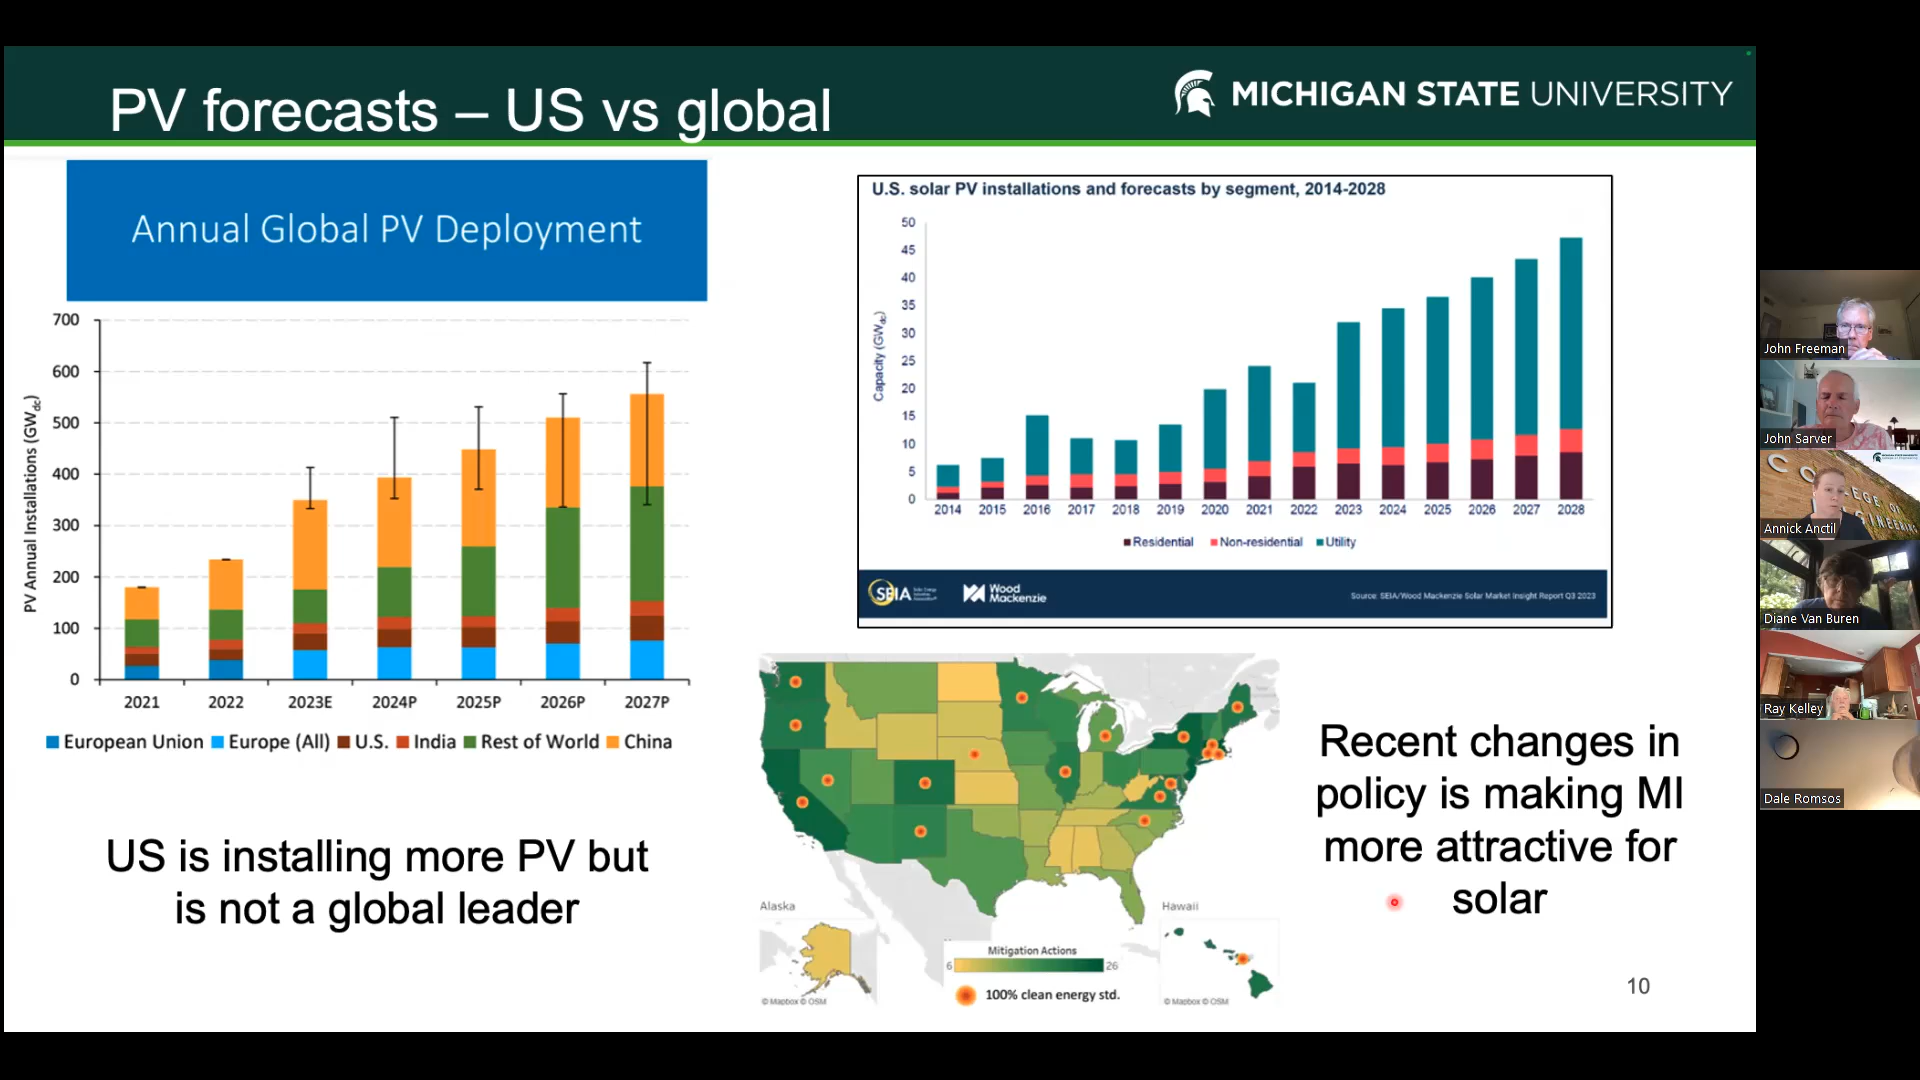 PV forecasts – US vs global
MICHIGAN STATE UNIVERSITY
Annual Global PV Deployment
PV Annual Installations (GWdc)
700
600
500
400
300
200
100
0
2021 2022 2023E 2024P 2025P 2026P 2027P
European Union Europe (All) U.S. India Rest of World China
US is installing more PV but
is not a global leader
U.S. solar PV installations and forecasts by segment, 2014-2028
Capacity (GWdc)
50
45
40
35
30
25
20
15
10
5
0
2014 2015 2016 2017 2018 2019 2020 2021 2022 2023 2024 2025 2026 2027 2028
Residential Non-residential Utility
SEIA Solar Energy Industries Association
Wood
Mackenzie
Source: SEIA/Wood Mackenzie Solar Market Insight Report Q3 2023
Alaska
© Mapbox © OSM
Mitigation Actions
6 26
100% clean energy std.
Hawaii
© Mapbox © OSM
Recent changes in
policy is making MI
more attractive for
solar
10
John Freeman
John Sarver
Annick Anctil
Diane Van Buren
Ray Kelley
Dale Romsos